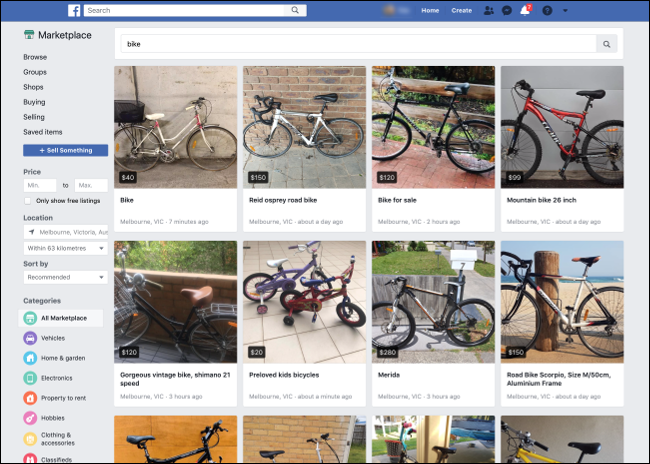 f
Search
Home
Create
2
Marketplace
bike
Browse
Groups
Shops
Buying
Selling
Saved items
+ Sell Something
Price
Min.
to
Max.
Only show free listings
Location
Melbourne, Victoria, Aus
Within 63 kilometres
Sort by
Recommended
Categories
All Marketplace
Vehicles
Home & garden
Electronics
Property to rent
Hobbies
Clothing &
accessories
Classifieds
$40
Bike
Melbourne, VIC · 7 minutes ago
$150
Reid osprey road bike
Melbourne, VIC · about a day ago
$120
Bike for sale
Melbourne, VIC · 2 hours ago
$99
Mountain bike 26 inch
Melbourne, VIC · about a day ago
$120
Gorgeous vintage bike, shimano 21
speed
Melbourne, VIC · 3 hours ago
$20
Preloved kids bicycles
Melbourne, VIC · about a minute ago
$280
Merida
Melbourne, VIC · about a day ago
$150
Road Bike Scorpio, Size M/50cm,
Aluminium Frame
Melbourne, VIC · about a day ago